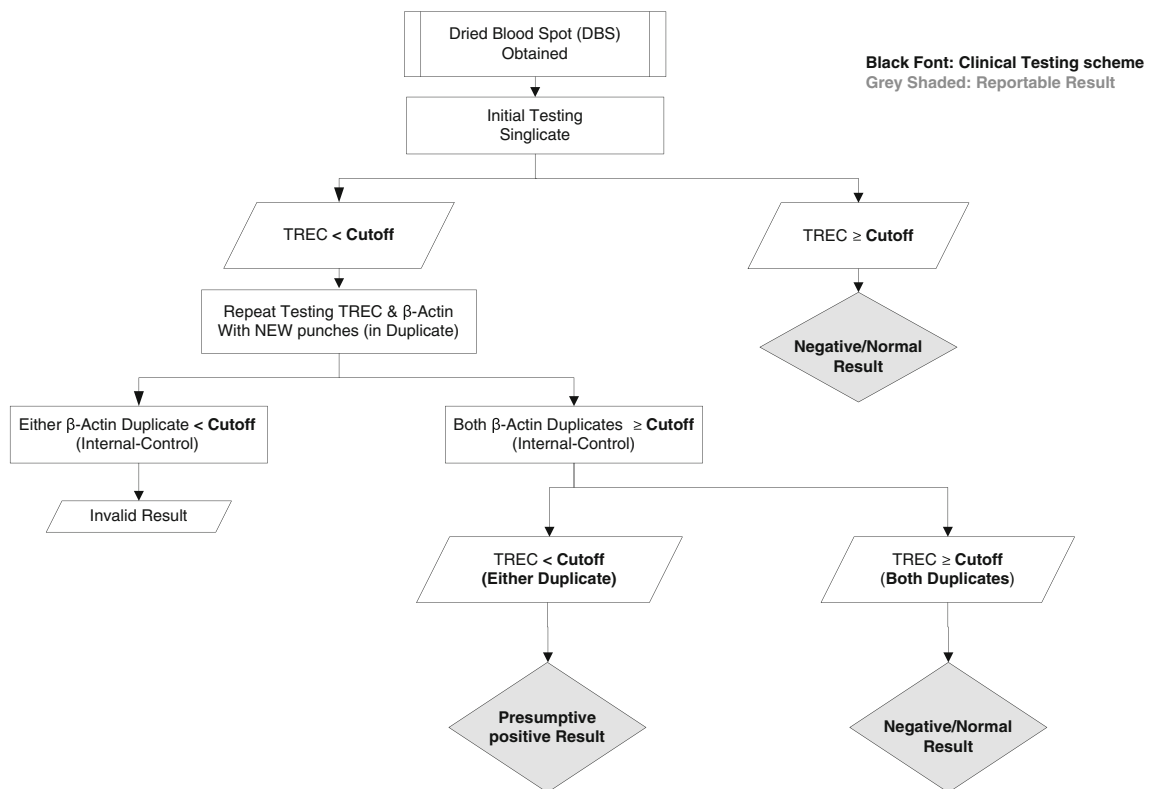 Dried Blood Spot (DBS)
Obtained
Black Font: Clinical Testing scheme
Grey Shaded: Reportable Result
Initial Testing
Singlicate
TREC < Cutoff
TREC ≥ Cutoff
Repeat Testing TREC & β-Actin
With NEW punches (in Duplicate)
Negative/Normal
Result
Either β-Actin Duplicate < Cutoff
(Internal-Control)
Both β-Actin Duplicates ≥ Cutoff
(Internal-Control)
Invalid Result
TREC < Cutoff
(Either Duplicate)
TREC ≥ Cutoff
(Both Duplicates)
Presumptive
positive Result
Negative/Normal
Result